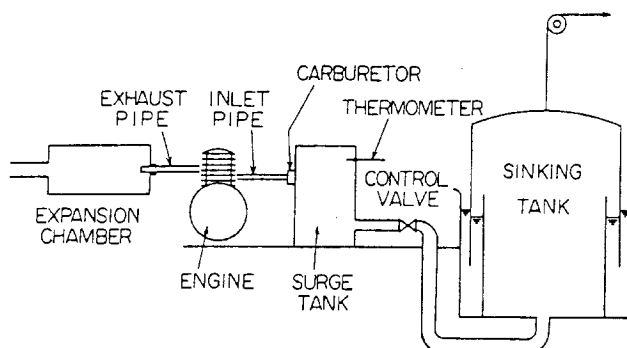 CARBURETOR
EXHAUST
PIPE
INLET
PIPE
THERMOMETER
SINKING
TANK
CONTROL
VALVE
EXPANSION
CHAMBER
ENGINE
SURGE
TANK